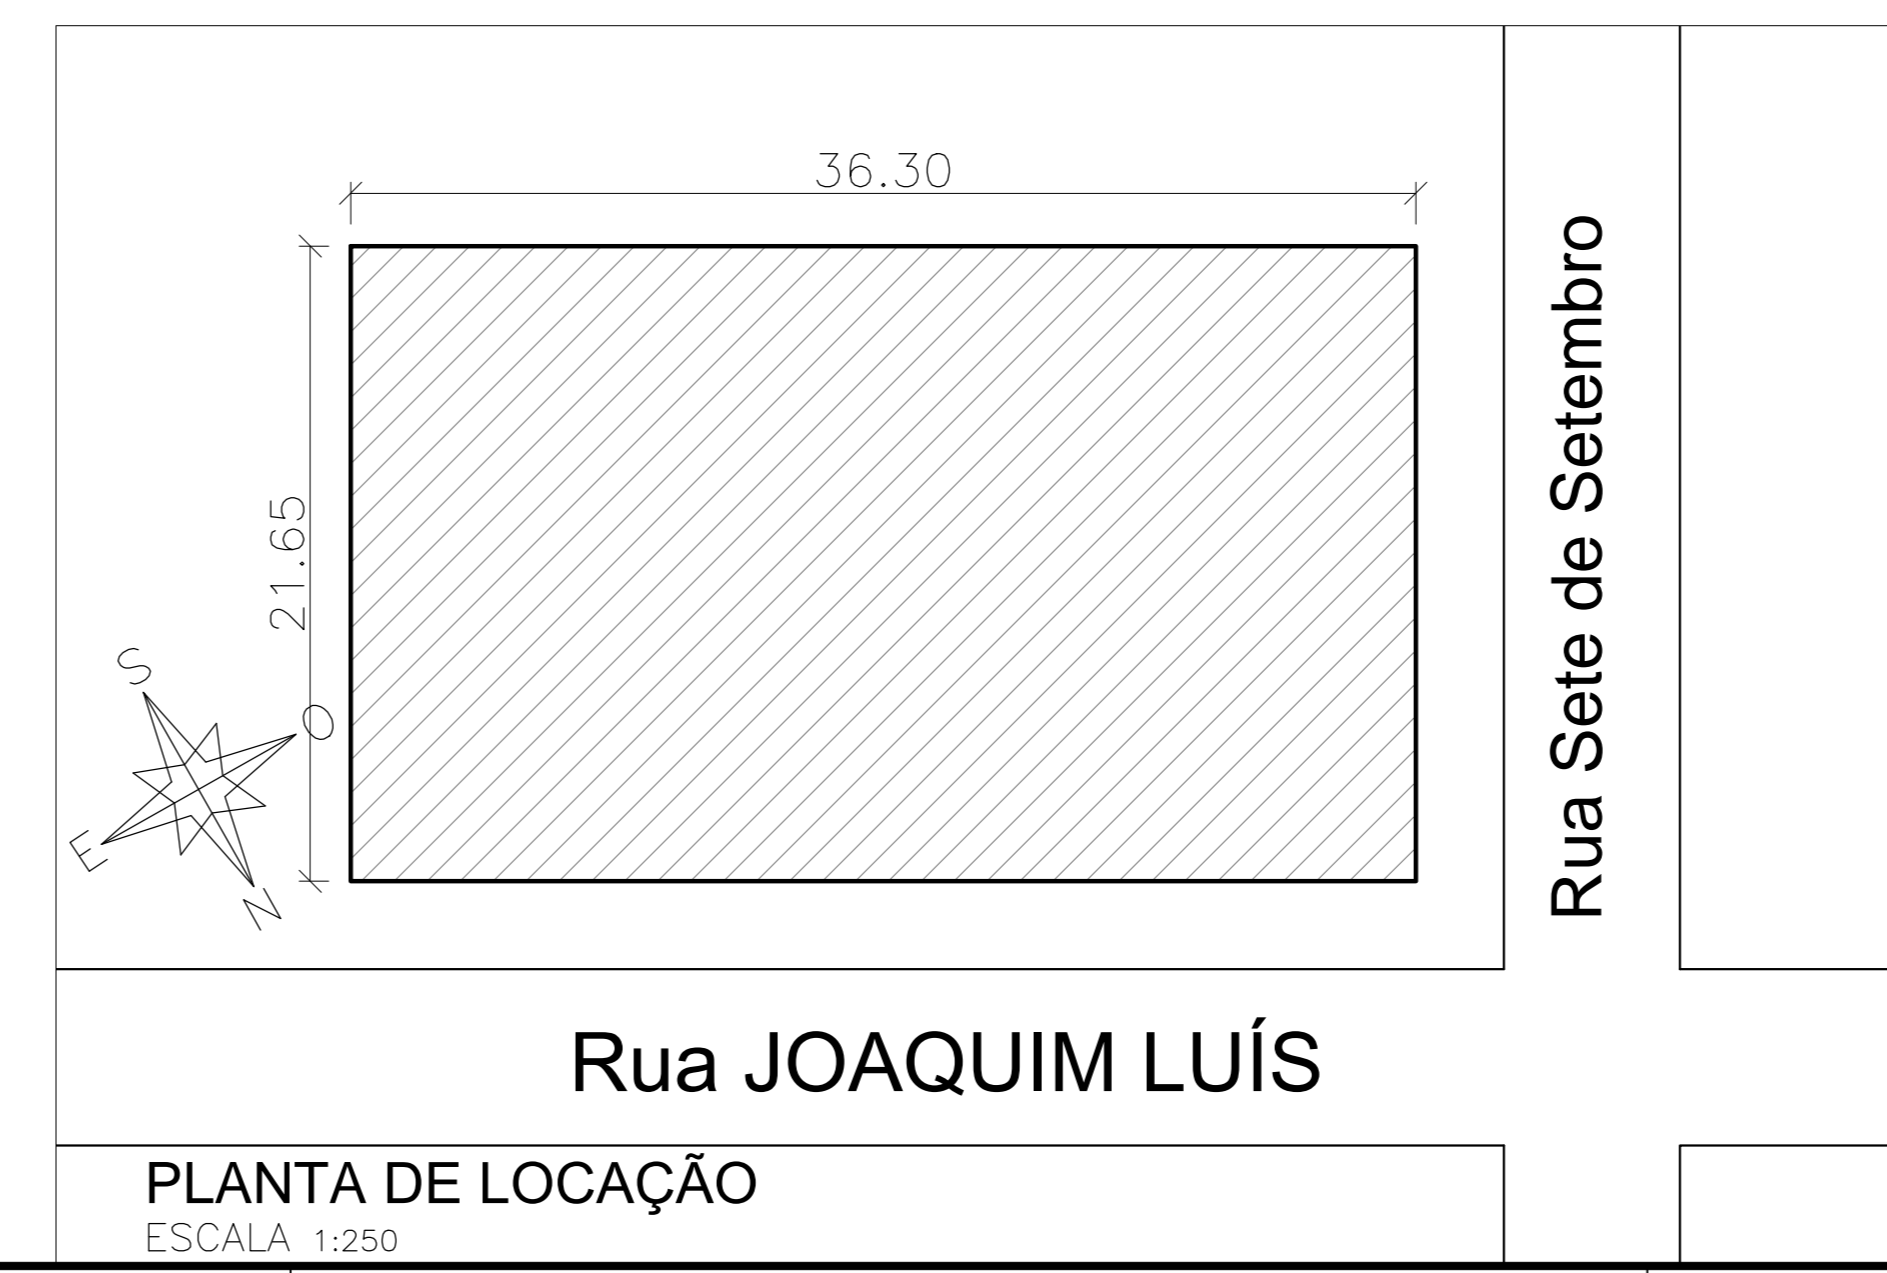 36.30
21.65
Rua Sete de Setembro
S
O
E
N
Rua JOAQUIM LUÍS
PLANTA DE LOCAÇÃO
ESCALA 1:250